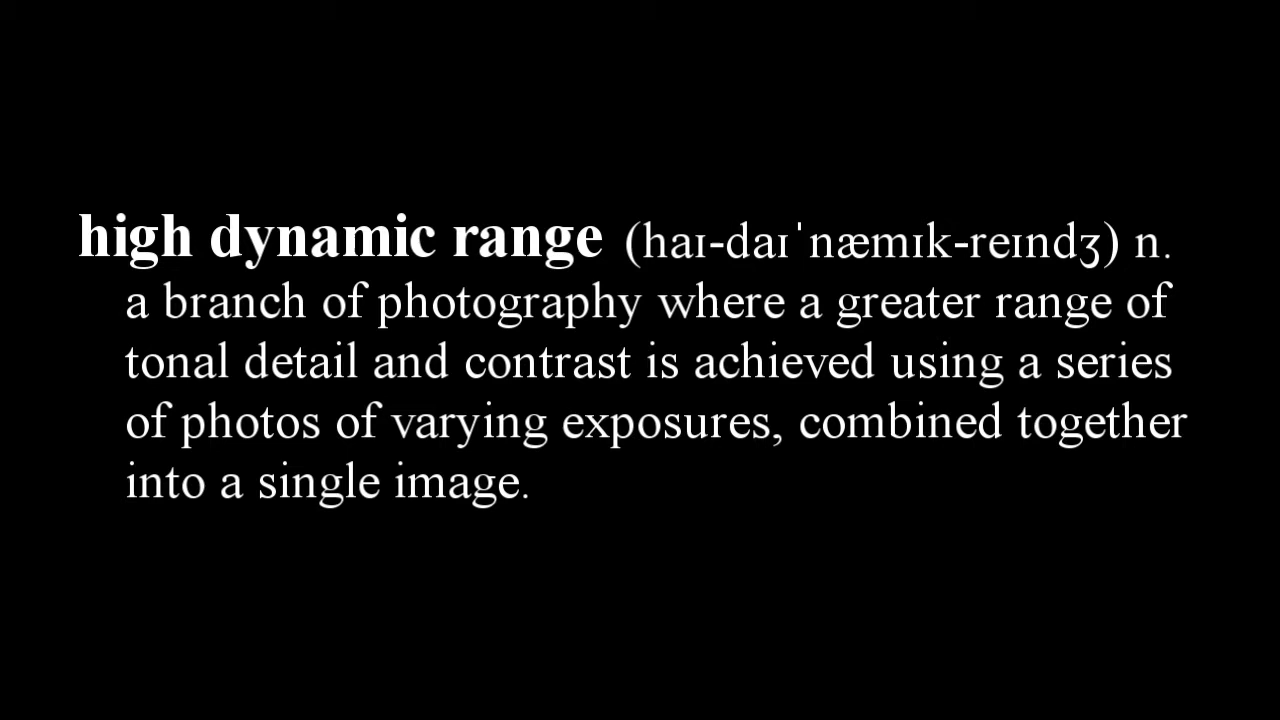 high dynamic range (haɪ-daɪˈnæmɪk-reɪndʒ) n.
a branch of photography where a greater range of
tonal detail and contrast is achieved using a series
of photos of varying exposures, combined together
into a single image.